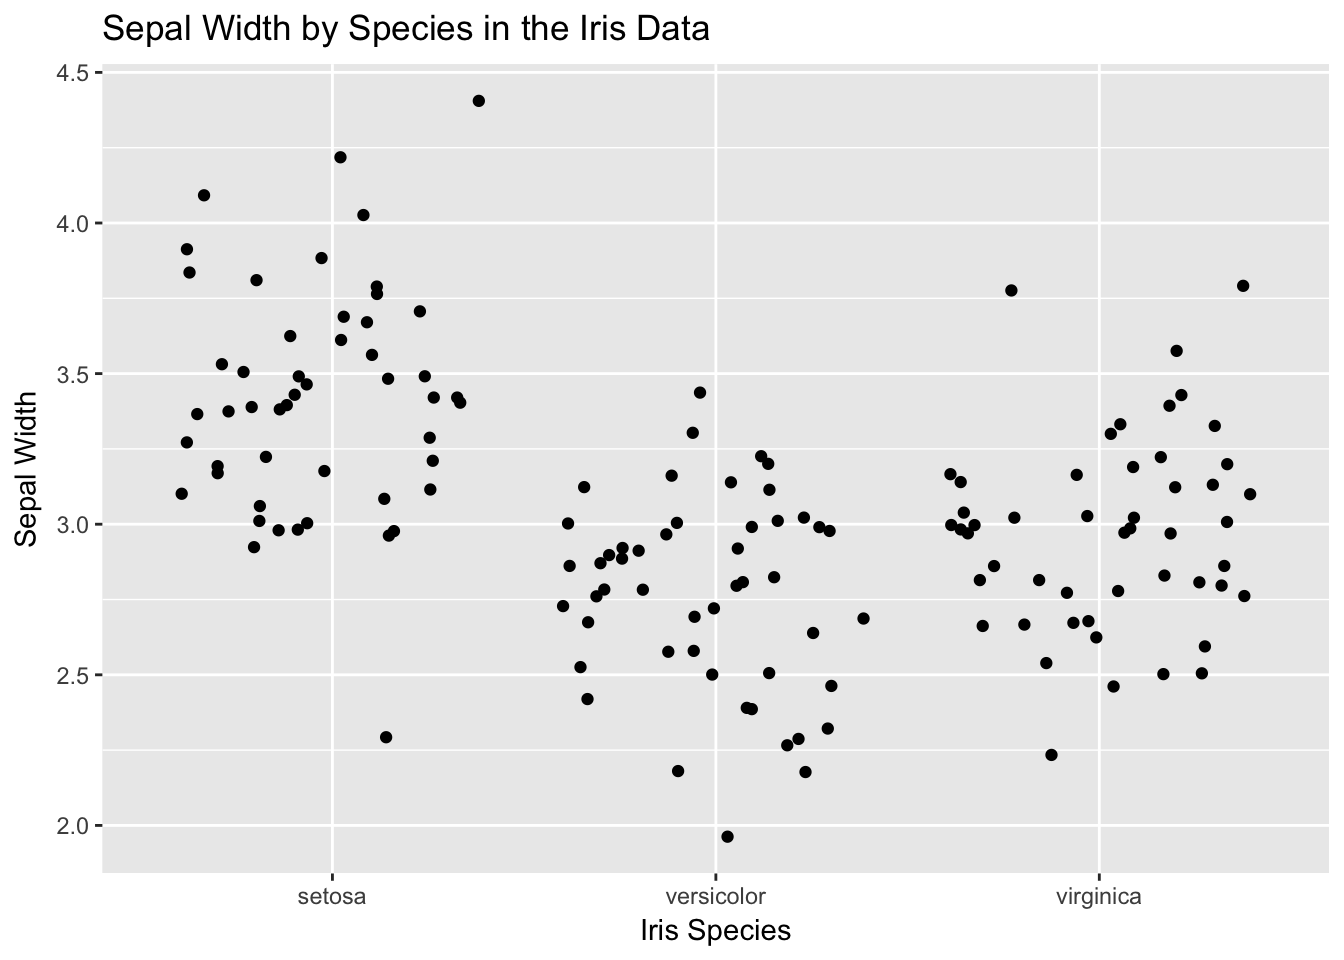 Sepal Width by Species in the Iris Data
Sepal Width
4.5
4.0
3.5
3.0
2.5
2.0
setosa
versicolor
virginica
Iris Species